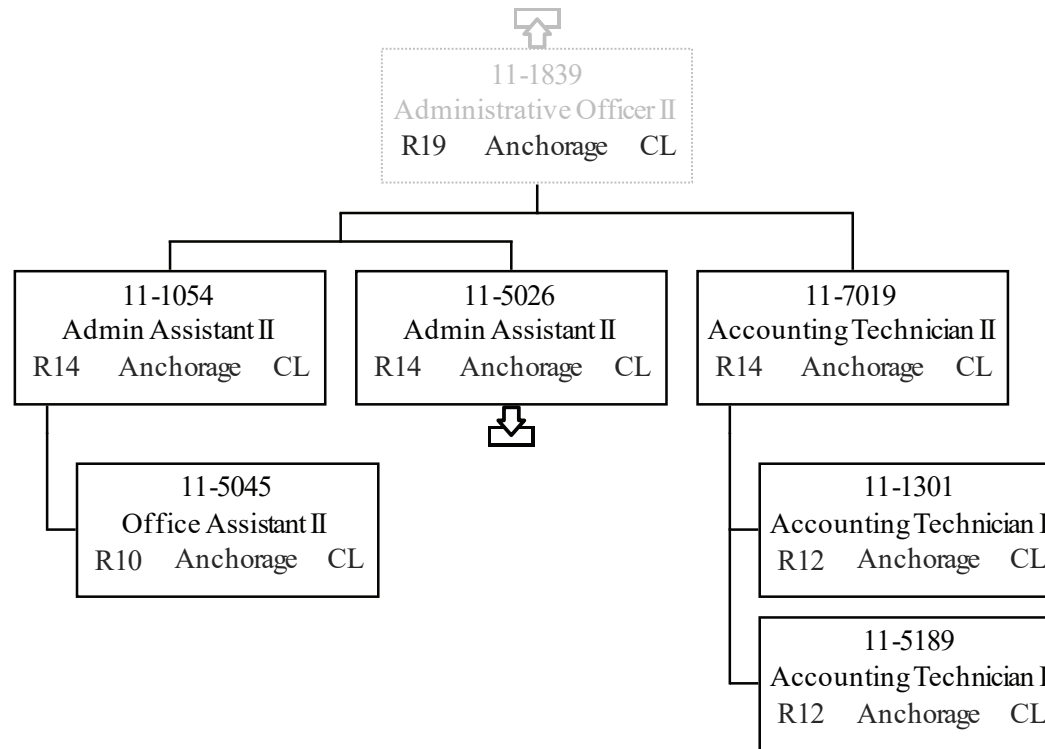 11-1839
Administrative Officer II
R19 Anchorage CL
11-1054
Admin Assistant II
R14 Anchorage CL
11-5026
Admin Assistant II
R14 Anchorage CL
11-7019
Accounting Technician II
R14 Anchorage CL
11-5045
Office Assistant II
R10 Anchorage CL
11-1301
Accounting Technician I
R12 Anchorage CL
11-5189
Accounting Technician I
R12 Anchorage CL